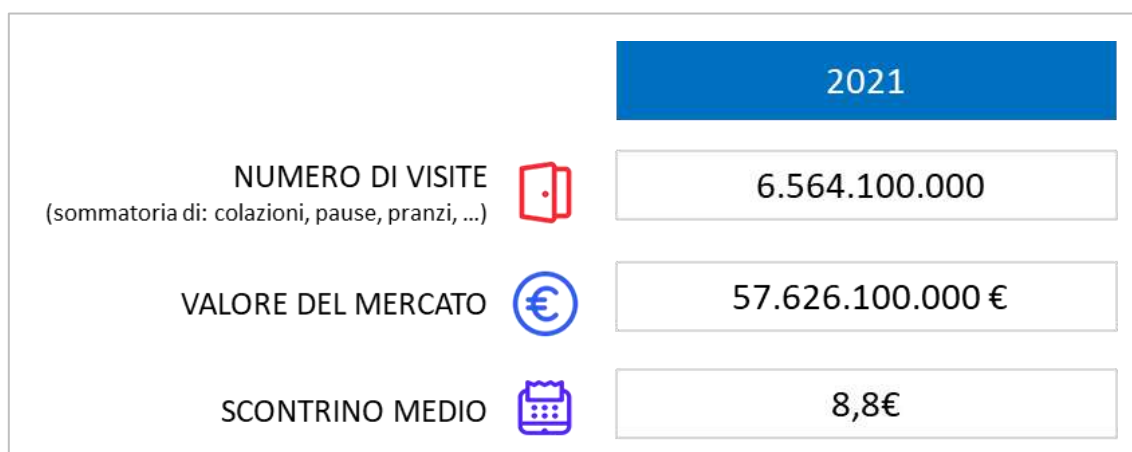 2021
NUMERO DI VISITE
(sommatoria di: colazioni, pause, pranzi, ...)
6.564.100.000
VALORE DEL MERCATO
57.626.100.000 €
SCONTRINO MEDIO
8,8€